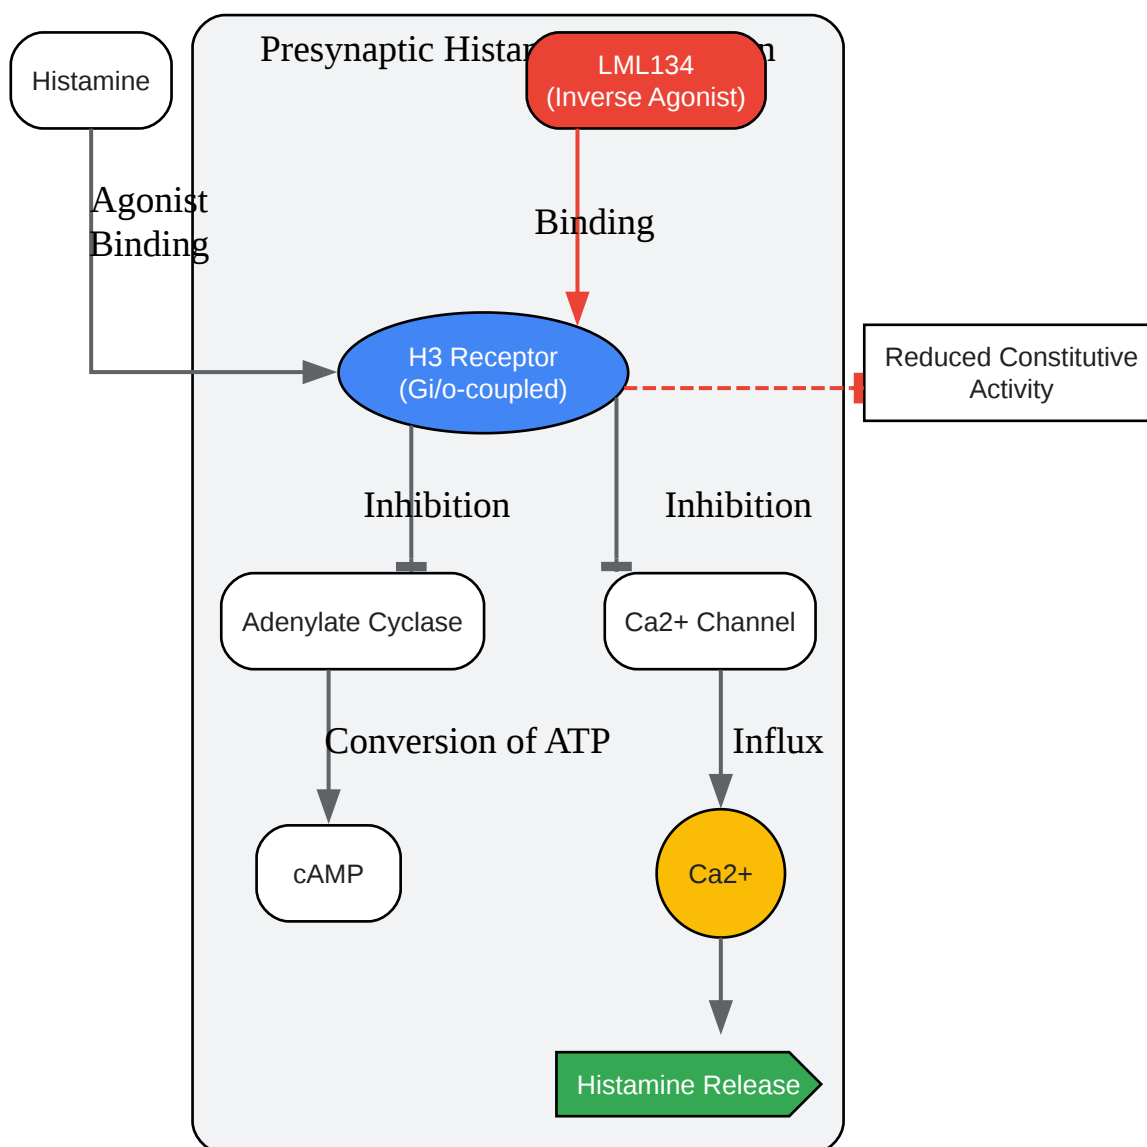 Presynaptic
Histamine
LML134
(Inverse Agonist)
Agonist
Binding
Binding
H3 Receptor
(Gi/o-coupled)
Reduced Constitutive
Activity
Inhibition
Inhibition
Adenylate Cyclase
Ca2+ Channel
Conversion of ATP
Influx
cAMP
Ca2+
Histamine Release